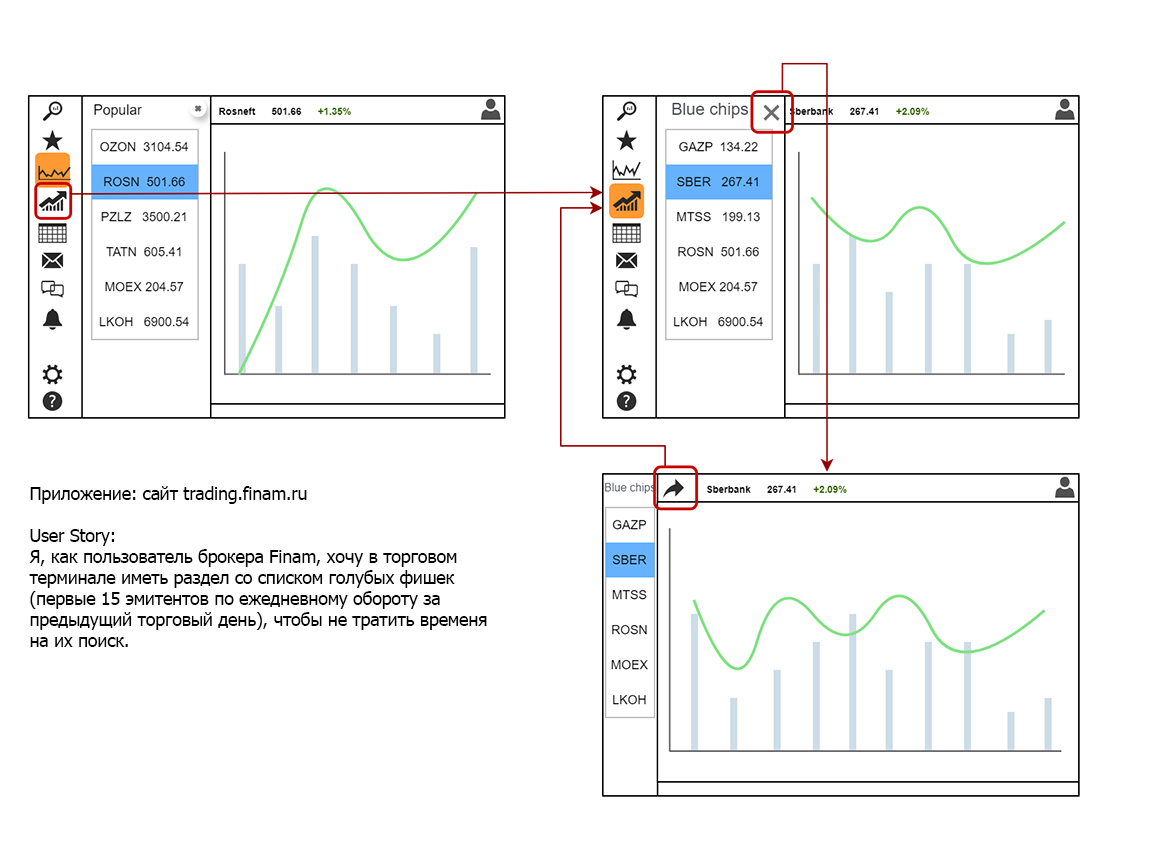 Popular
Rosneft 501.66 +1.35%
OZON 3104.54
ROSN 501.66
PZLZ 3500.21
TATN 605.41
MOEX 204.57
LKOH 6900.54
?
Blue chips
Sberbank 267.41 +2.09%
GAZP 134.22
SBER 267.41
MTSS 199.13
ROSN 501.66
MOEX 204.57
LKOH 6900.54
?
Blue chips
Sberbank 267.41 +2.09%
GAZP
SBER
MTSS
ROSN
MOEX
LKOH
Приложение: сайт trading.finam.ru
User Story:
Я, как пользователь брокера Finam, хочу в торговом
терминале иметь раздел со списком голубых фишек
(первые 15 эмитентов по ежедневному обороту за
предыдущий торговый день), чтобы не тратить временя
на их поиск.